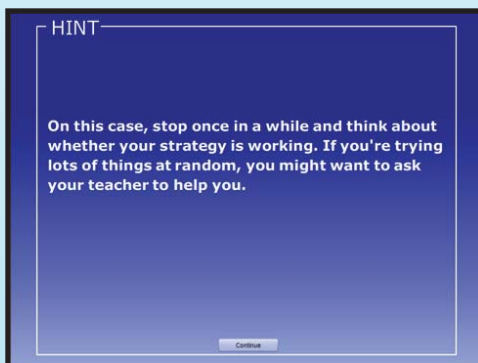 HINT
On this case, stop once in a while and think about
whether your strategy is working. If you're trying
lots of things at random, you might want to ask
your teacher to help you.
Continue